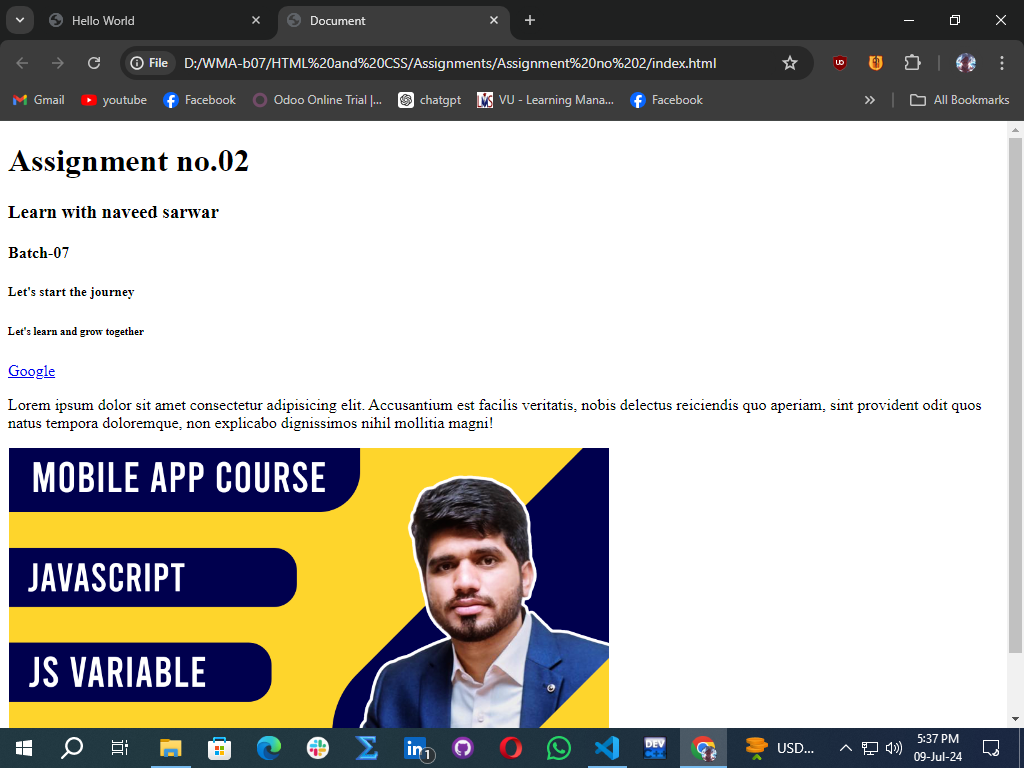 Hello World
Document
File
D:/WMA-b07/HTML%20and%20CSS/Assignments/Assignment%20no%202/index.html
Gmail
youtube
Facebook
Odoo Online Trial |...
chatgpt
VU - Learning Mana...
Facebook
»
All Bookmarks
Assignment no.02
Learn with naveed sarwar
Batch-07
Let's start the journey
Let's learn and grow together
Google
Lorem ipsum dolor sit amet consectetur adipisicing elit. Accusantium est facilis veritatis, nobis delectus reiciendis quo aperiam, sint provident odit quos
natus tempora doloremque, non explicabo dignissimos nihil mollitia magni!
MOBILE APP COURSE
JAVASCRIPT
JS VARIABLE
in
1
DEV
USD...
5:37 PM
09-Jul-24